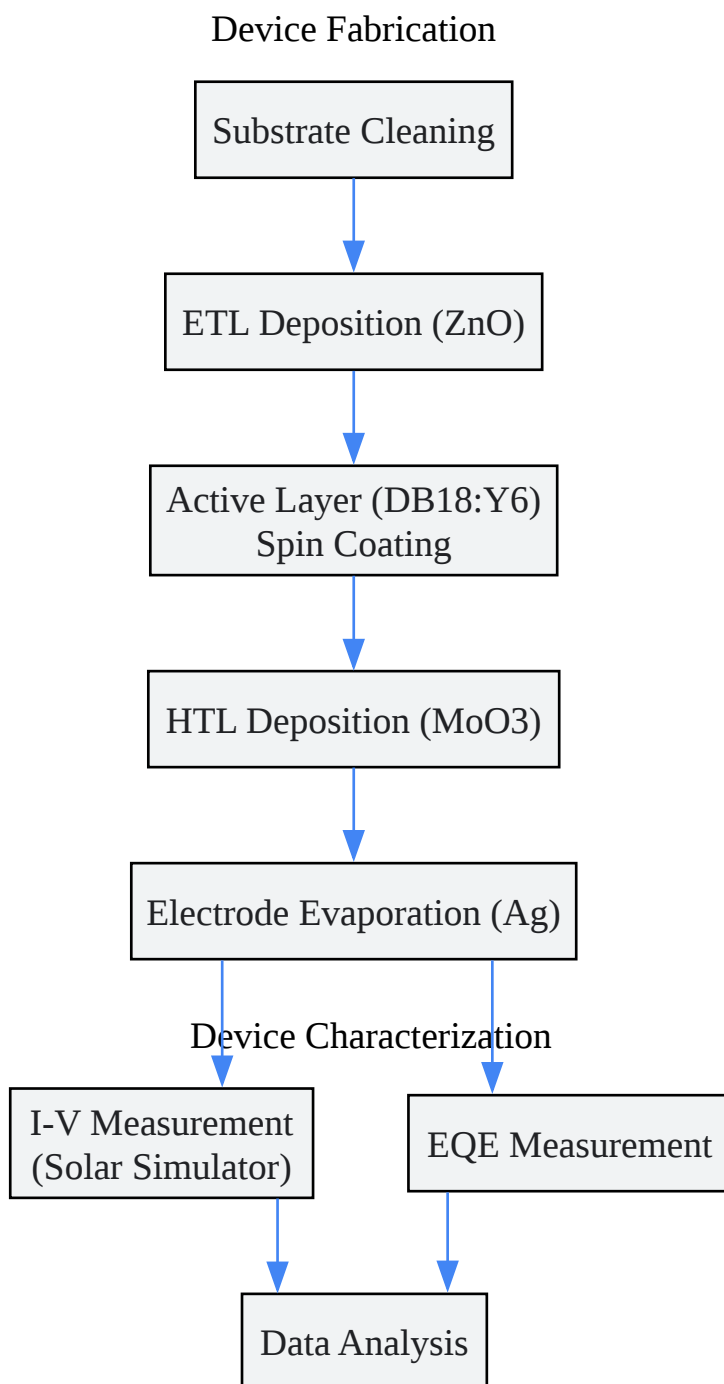 Device Fabrication
Substrate Cleaning
ETL Deposition (ZnO)
Active Layer (DB18:Y6)
Spin Coating
HTL Deposition (MoO3)
Electrode Evaporation (Ag)
Device Characterization
I-V Measurement
(Solar Simulator)
EQE Measurement
Data Analysis